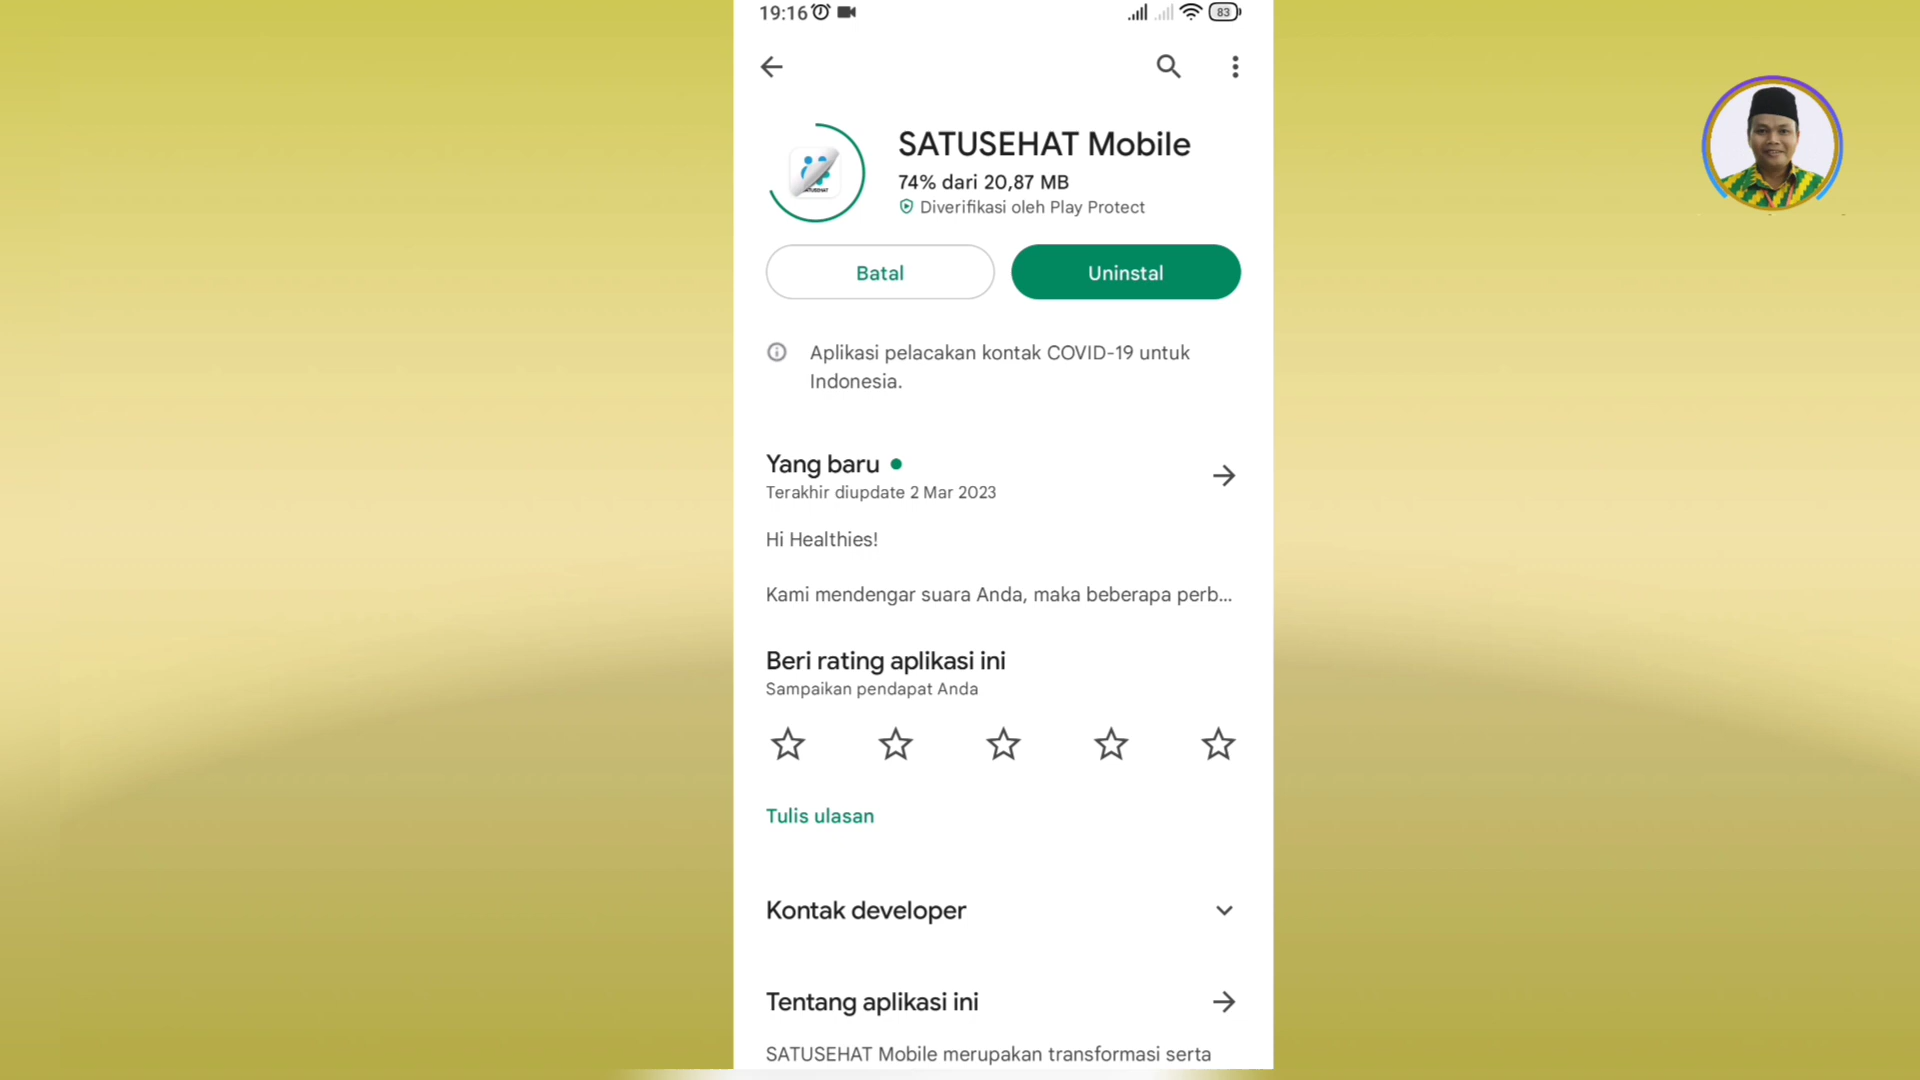 19:16
83
SATUSEHAT Mobile
74% dari 20,87 MB
Diverifikasi oleh Play Protect
SATUSEHAT
Batal
Uninstal
Aplikasi pelacakan kontak COVID-19 untuk
Indonesia.
Yang baru
Terakhir diupdate 2 Mar 2023
Hi Healthies!
Kami mendengar suara Anda, maka beberapa perb...
Beri rating aplikasi ini
Sampaikan pendapat Anda
Tulis ulasan
Kontak developer
Tentang aplikasi ini
SATUSEHAT Mobile merupakan transformasi serta